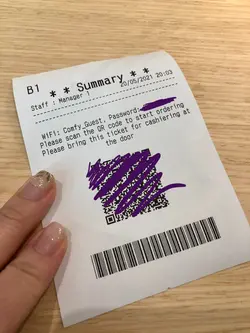 B1 * * Summary * *
Staff : Manager 1 20/05/2021 20:03
WiFi: Comfy_Guest, Password:
Please scan the QR code to start ordering
Please bring this ticket for cashiering at
the door